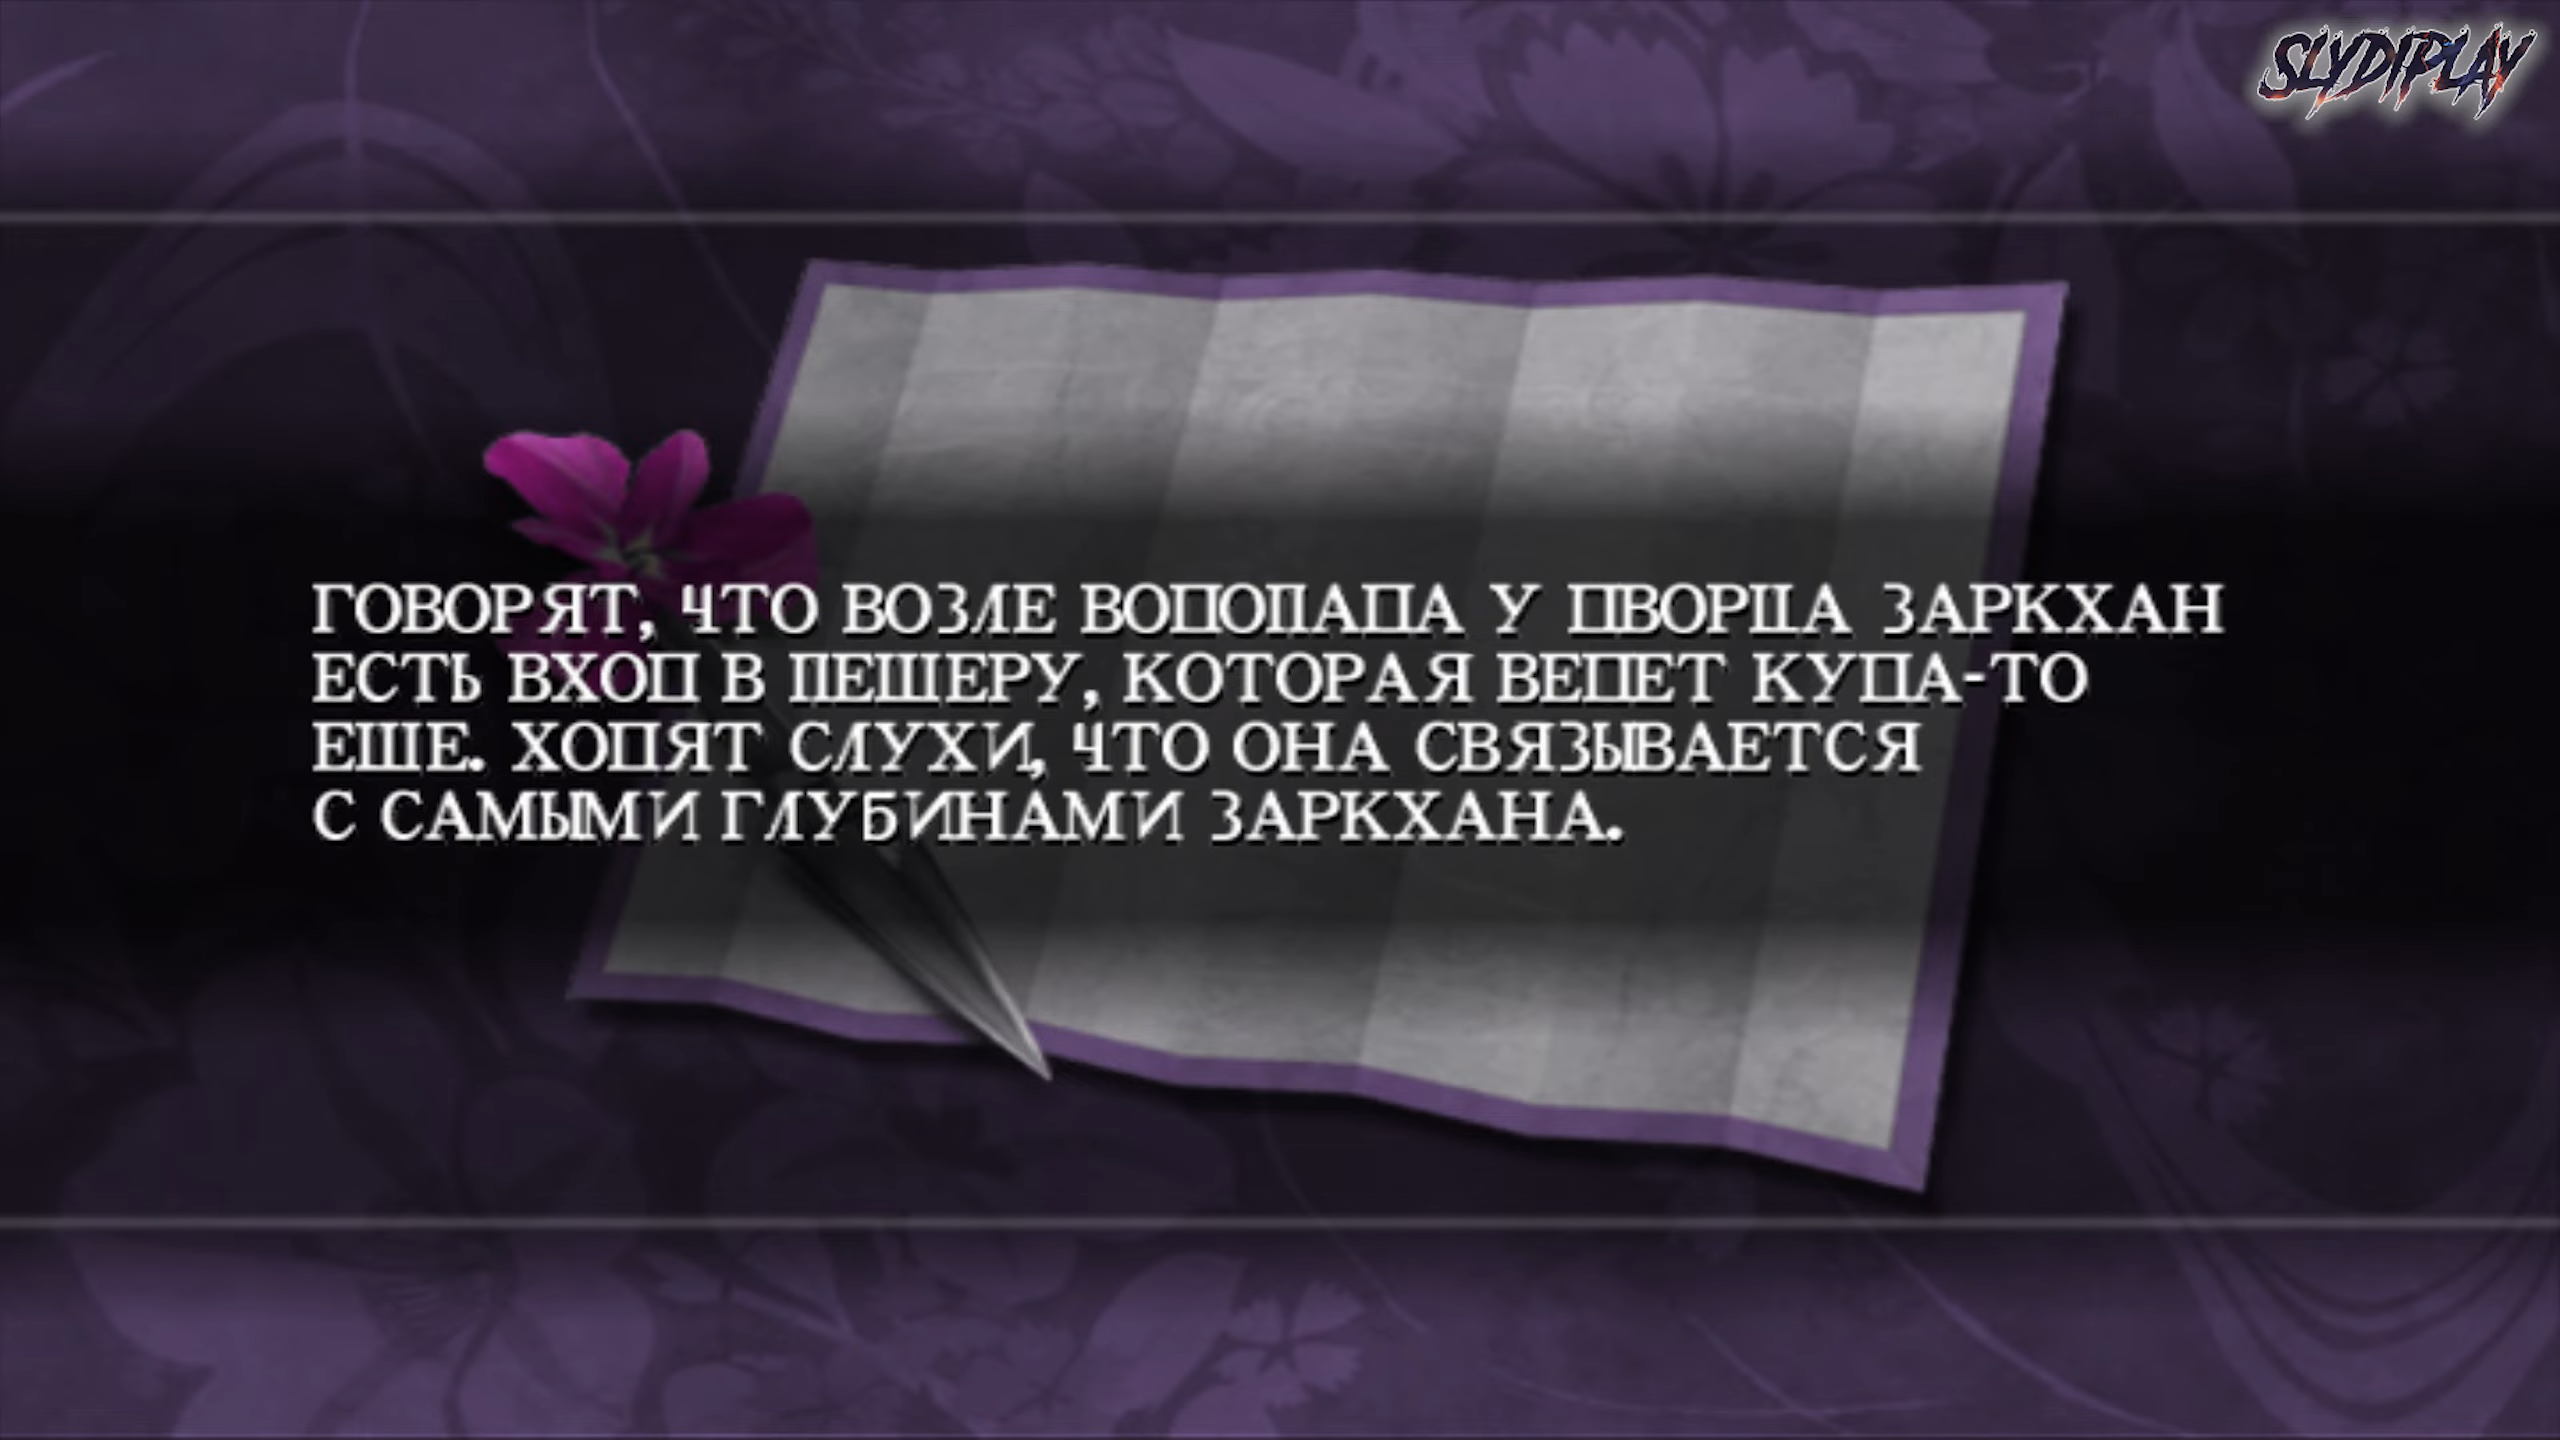 SLYDIPLAY
ГОВОРЯТ, ЧТО ВОЗЛЕ ВОДОПАДА У ДВОРЦА ЗАРКХАН
ЕСТЬ ВХОД В ПЕЩЕРУ, КОТОРАЯ ВЕДЕТ КУДА-ТО
ЕЩЕ. ХОДЯТ СЛУХИ, ЧТО ОНА СВЯЗЫВАЕТСЯ
С САМЫМИ ГЛУБИНАМИ ЗАРКХАНА.